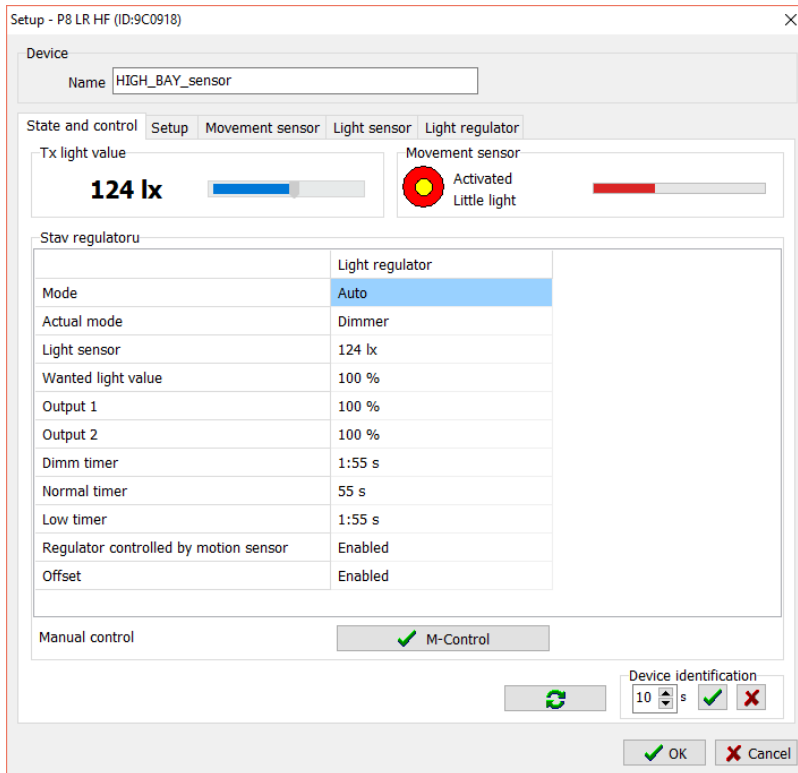 Setup - P8 LR HF (ID:9C0918)
Device
Name HIGH_BAY_sensor
State and control Setup Movement sensor Light sensor Light regulator
Tx light value
124 lx
Movement sensor
Activated
Little light
Stav regulatoru
Light regulator
Mode Auto
Actual mode Dimmer
Light sensor 124 lx
Wanted light value 100 %
Output 1 100 %
Output 2 100 %
Dimm timer 1:55 s
Normal timer 55 s
Low timer 1:55 s
Regulator controlled by motion sensor Enabled
Offset Enabled
Manual control M-Control
Device identification
10 s
OK Cancel